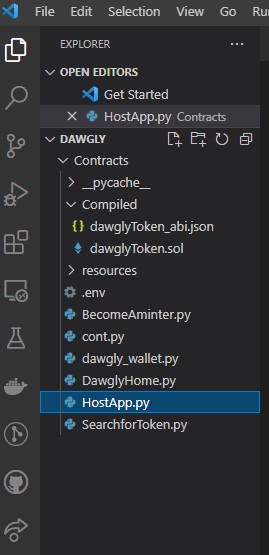 File Edit Selection View Go Ru
EXPLORER ...
OPEN EDITORS
Get Started
HostApp.py Contracts
DAWGLY
Contracts
__pycache__
Compiled
{} dawglyToken_abi.json
dawglyToken.sol
resources
.env
BecomeAminter.py
cont.py
dawgly_wallet.py
DawglyHome.py
HostApp.py
SearchforToken.py